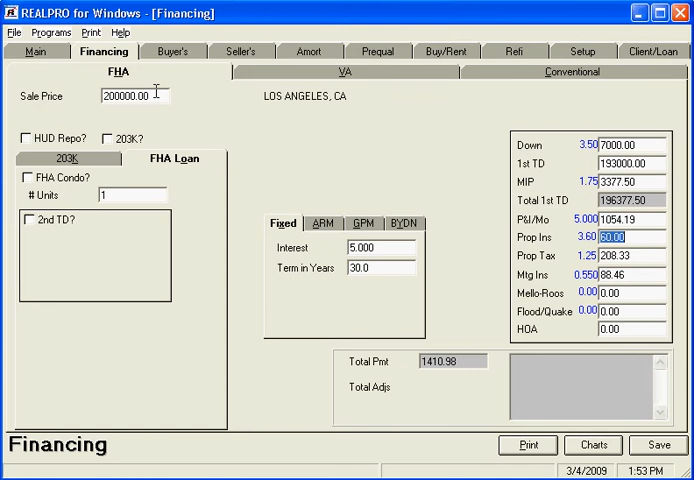 REALPRO for Windows - [Financing]
File Programs Print Help
Main Financing Buyer's Seller's Amort Prequal Buy/Rent Refi Setup Client/Loan
FHA VA Conventional
Sale Price 200000.00 LOS ANGELES, CA
HUD Repo? 203K?
203K FHA Loan
FHA Condo?
# Units 1
2nd TD?
Fixed ARM GPM BYDN
Interest 5.000
Term in Years 30.0
Down 3.50 7000.00
1st TD 193000.00
MIP 1.75 3377.50
Total 1st TD 196377.50
P&I/Mo 5.000 1054.19
Prop Ins 3.60 60.00
Prop Tax 1.25 208.33
Mtg Ins 0.550 88.46
Mello-Roos 0.00 0.00
Flood/Quake 0.00 0.00
HOA 0.00
Total Pmt 1410.98
Total Adjs
Financing Print Charts Save
3/4/2009 1:53 PM